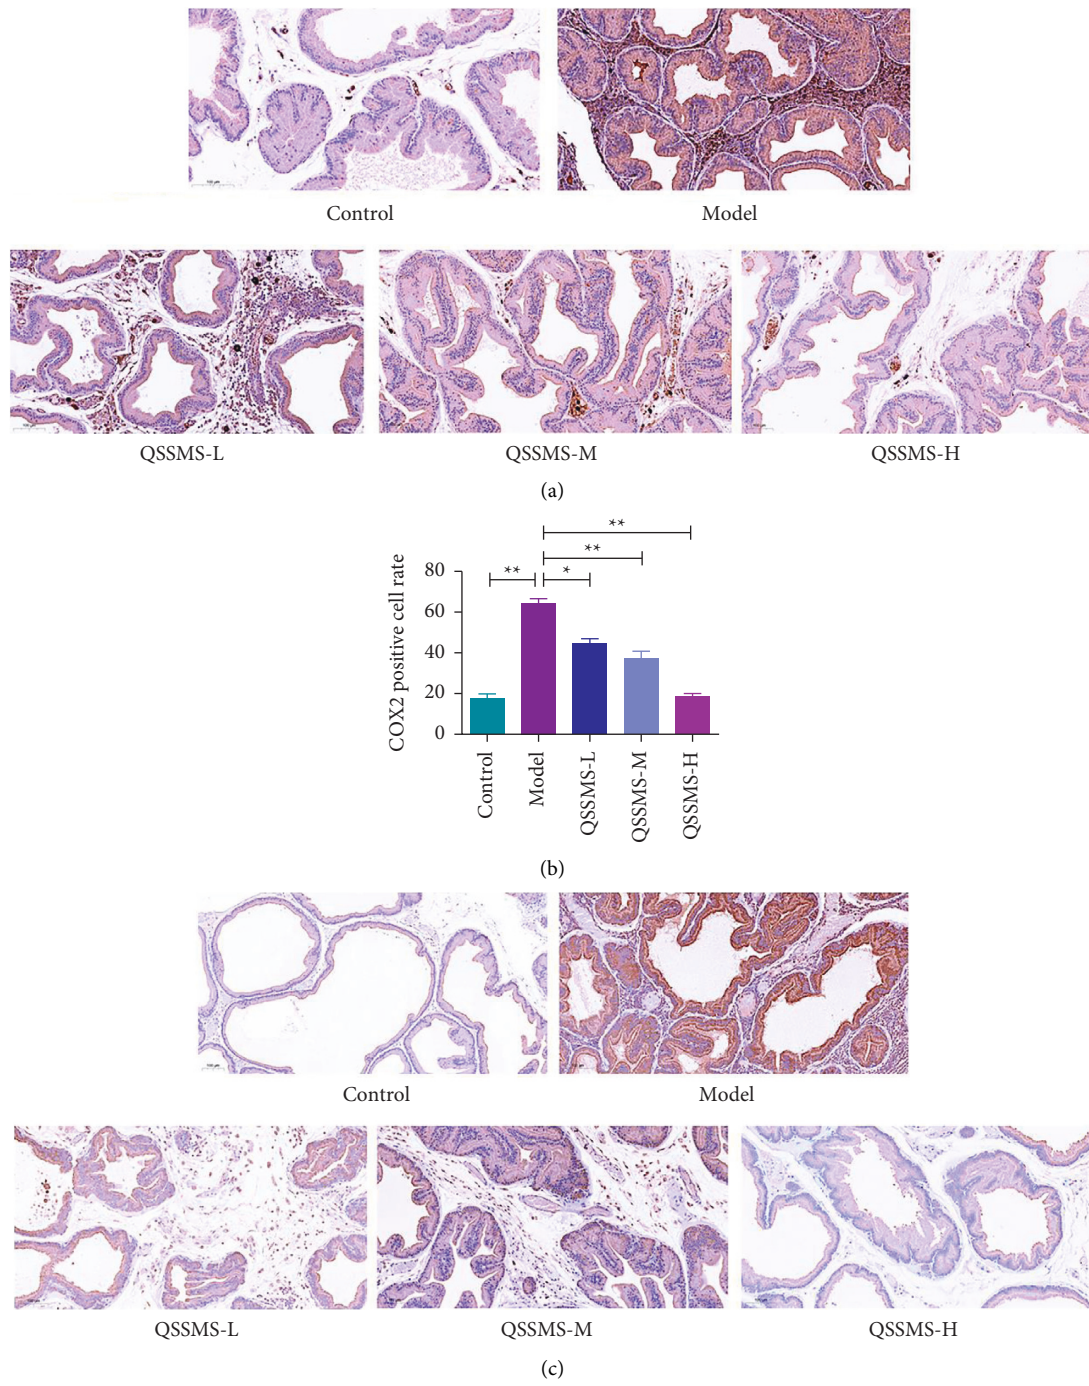 Control
Model
QSSMS-L
QSSMS-M
QSSMS-H
(a)
**
**
**
*
80
60
40
20
0
COX2 positive cell rate
Control
Model
QSSMS-L
QSSMS-M
QSSMS-H
(b)
Control
Model
QSSMS-L
QSSMS-M
QSSMS-H
(c)